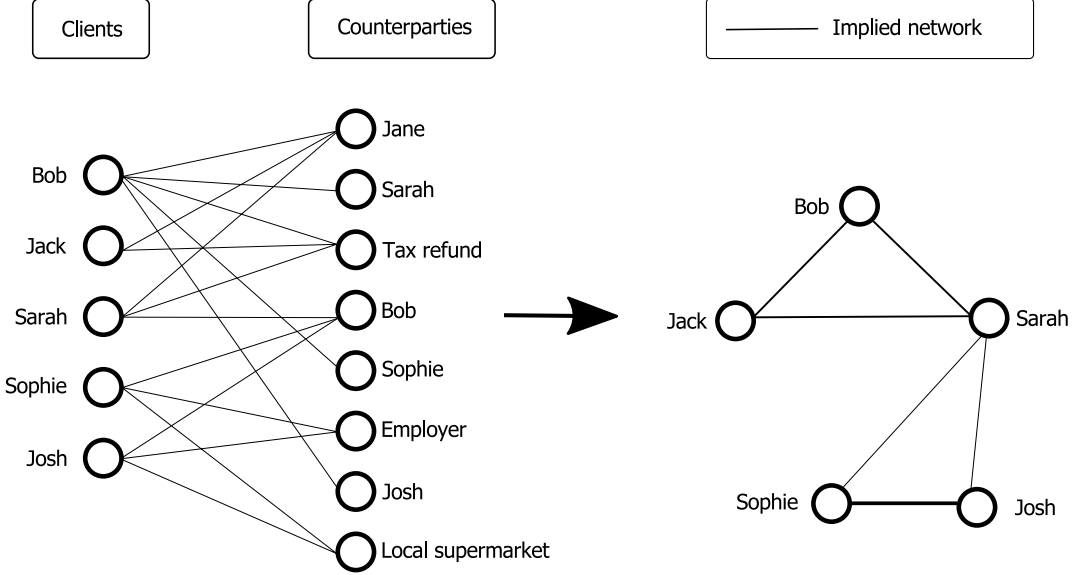 Clients
Counterparties
Implied network
Bob
Jack
Sarah
Sophie
Josh
Jane
Sarah
Tax refund
Bob
Sophie
Employer
Josh
Local supermarket
Bob
Jack
Sarah
Sophie
Josh